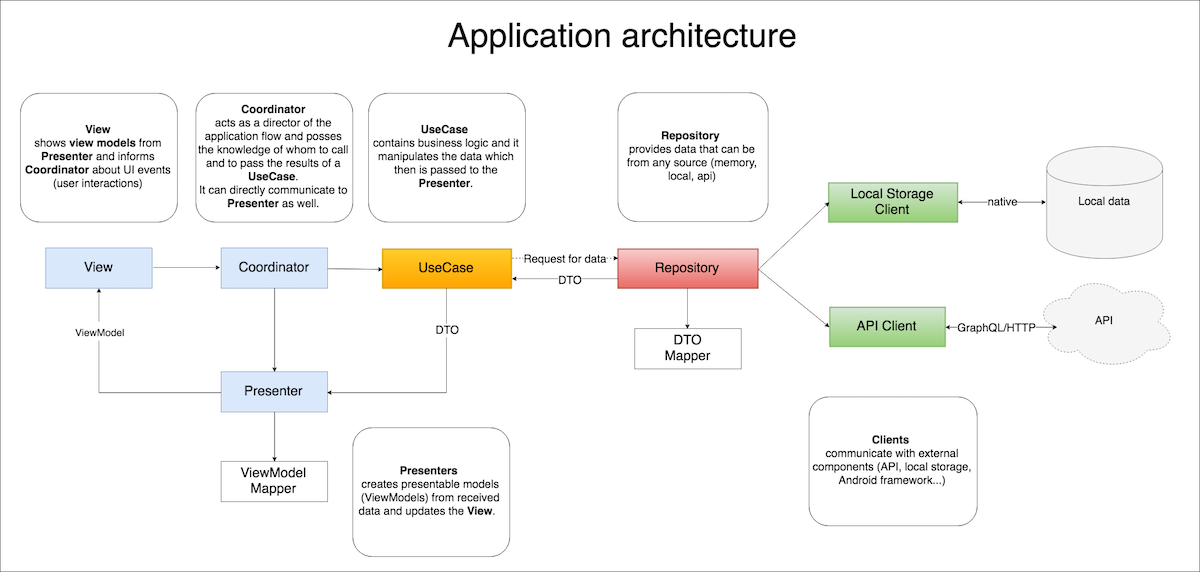 Application architecture
View
shows view models from
Presenter and informs
Coordinator about UI events
(user interactions)
Coordinator
acts as a director of the
application flow and posses
the knowledge of whom to call
and to pass the results of a
UseCase.
It can directly communicate to
Presenter as well.
UseCase
contains business logic and it
manipulates the data which
then is passed to the
Presenter.
Repository
provides data that can be
from any source (memory,
local, api)
Local Storage
Client
native
Local data
View
Coordinator
UseCase
Request for data
DTO
Repository
API Client
GraphQL/HTTP
API
ViewModel
DTO
DTO
Mapper
Presenter
ViewModel
Mapper
Presenters
creates presentable models
(ViewModels) from received
data and updates the View.
Clients
communicate with external
components (API, local storage,
Android framework...)